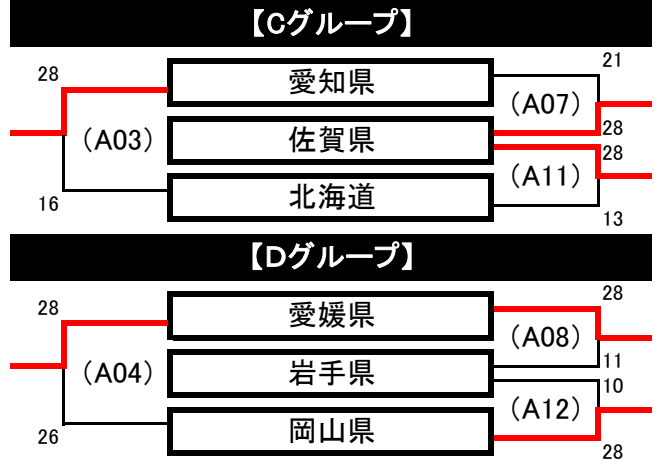 【Cグループ】
28
21
愛知県
(A07)
(A03)
佐賀県
28
28
(A11)
北海道
16
13
【Dグループ】
28
28
愛媛県
(A08)
(A04)
岩手県
11
10
(A12)
岡山県
26
28